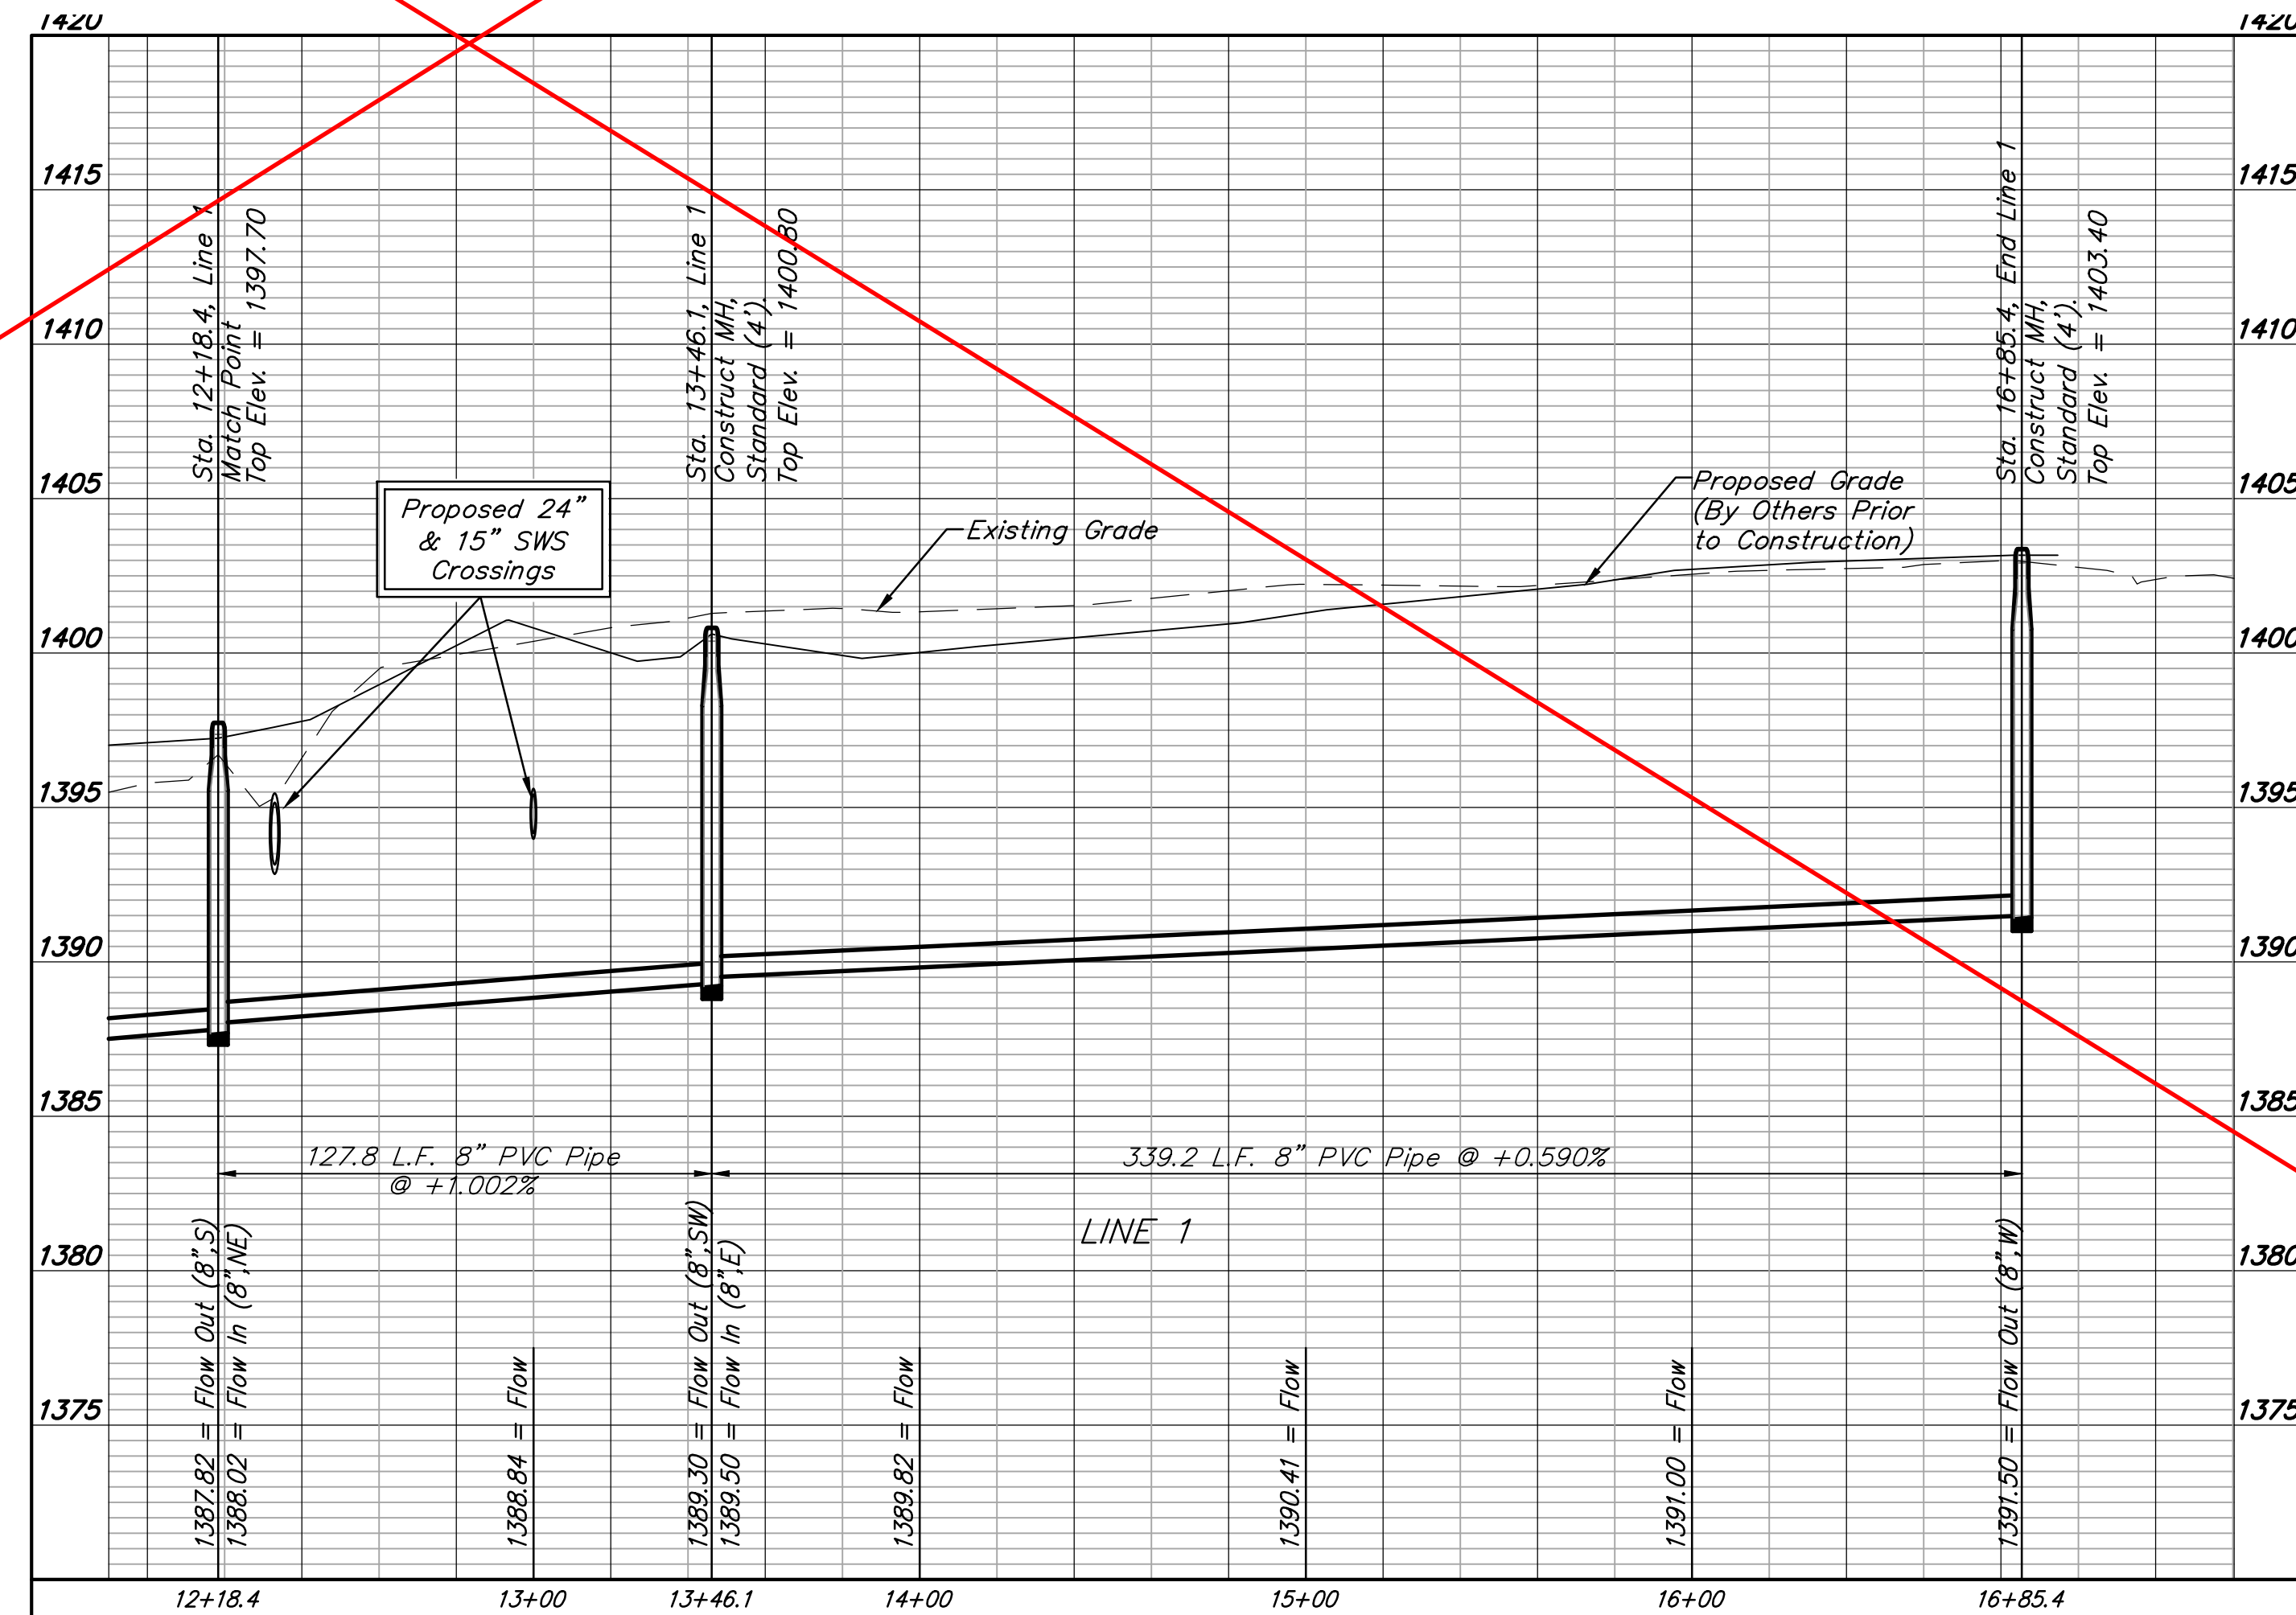 1420
1420
1415
1415
1410
1410
1405
1405
1400
1400
1395
1395
1390
1390
1385
1385
1380
1380
1375
1375
Sta. 12+18.4, Line 1
Match Point
Top Elev. = 1397.70
Sta. 13+46.1, Line 1
Construct MH,
Standard (4').
Top Elev. = 1400.80
Sta. 16+85.4, End Line 1
Construct MH,
Standard (4').
Top Elev. = 1403.40
Proposed 24"
& 15" SWS
Crossings
Existing Grade
Proposed Grade
(By Others Prior
to Construction)
127.8 L.F. 8" PVC Pipe
@ +1.002%
339.2 L.F. 8" PVC Pipe @ +0.590%
LINE 1
1387.82 = Flow Out (8",S)
1388.02 = Flow In (8",NE)
1388.84 = Flow
1389.30 = Flow Out (8",SW)
1389.50 = Flow In (8",E)
1389.82 = Flow
1390.41 = Flow
1391.00 = Flow
1391.50 = Flow Out (8",W)
12+18.4
13+00
13+46.1
14+00
15+00
16+00
16+85.4